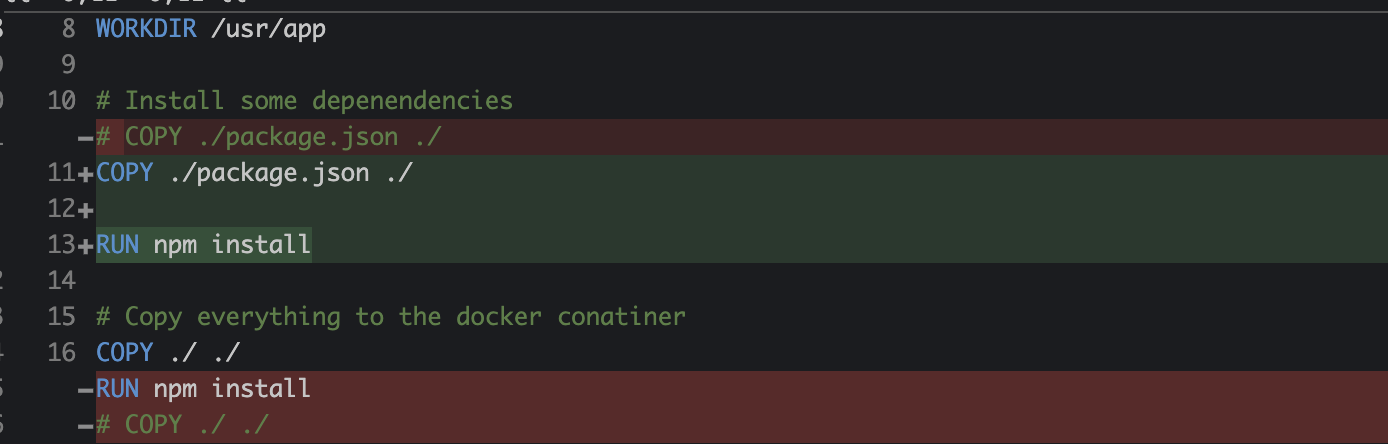 8 WORKDIR /usr/app
9
10 # Install some depenendencies
# COPY ./package.json ./
11+COPY ./package.json ./
12+
13+RUN npm install
14
15 # Copy everything to the docker conatiner
16 COPY ./ ./
−RUN npm install
−# COPY ./ ./